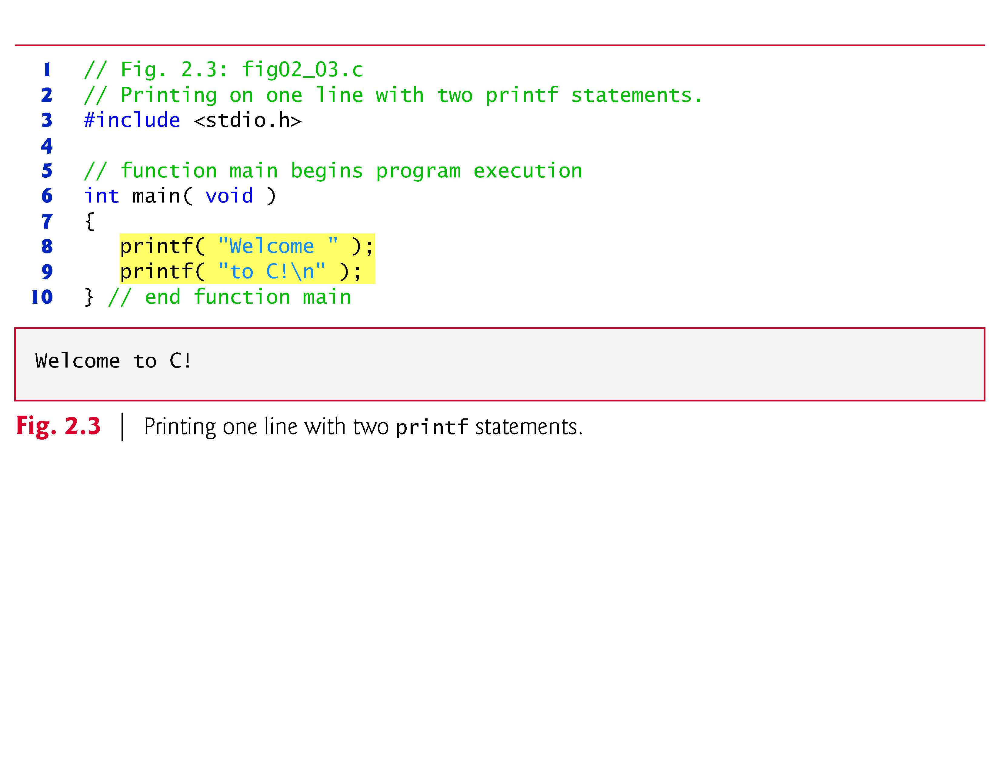 1 // Fig. 2.3: fig02_03.c
2 // Printing on one line with two printf statements.
3 #include <stdio.h>
4
5 // function main begins program execution
6 int main( void )
7 {
8    printf( "Welcome " );
9    printf( "to C!\n" );
10 } // end function main
Welcome to C!
Fig. 2.3 | Printing one line with two printf statements.